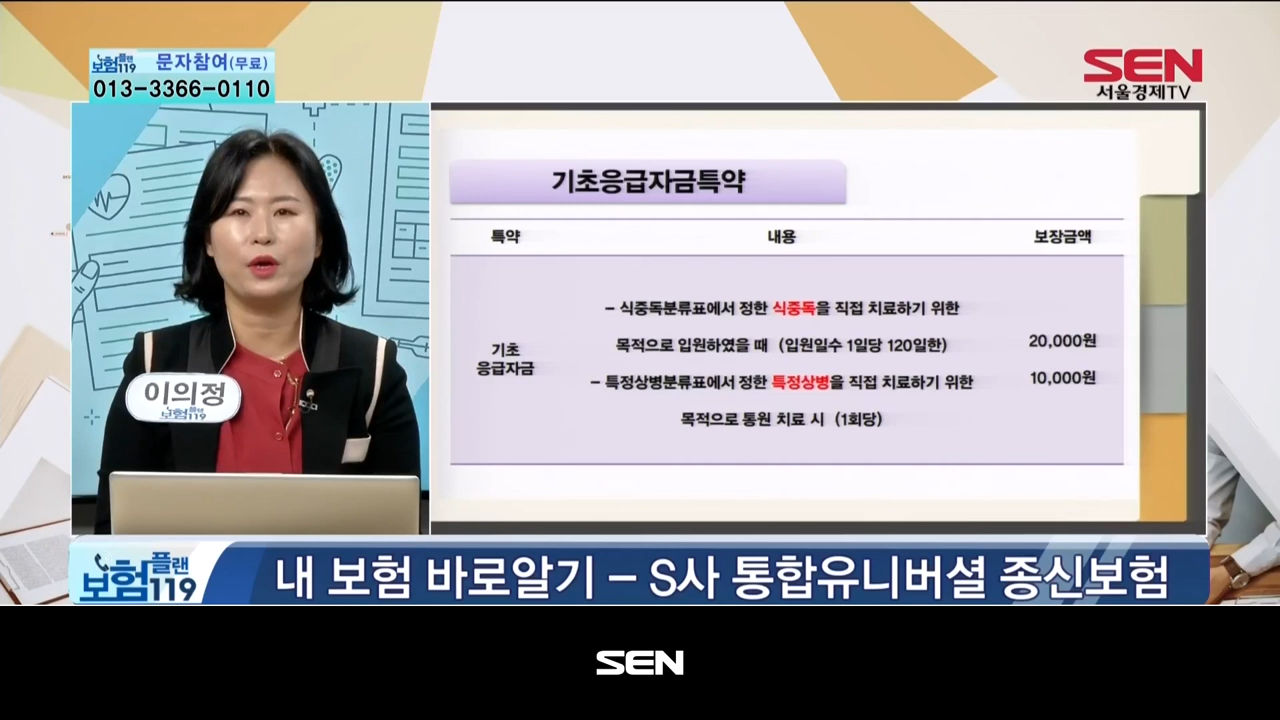 보험플랜119 문자참여(무료)
013-3366-0110
SEN
서울경제TV
기초응급자금특약
특약 내용 보장금액
기초
응급자금
- 식중독분류표에서 정한 식중독을 직접 치료하기 위한
목적으로 입원하였을 때 (입원일수 1일당 120일한)
20,000원
- 특정상병분류표에서 정한 특정상병을 직접 치료하기 위한
목적으로 통원 치료 시 (1회당)
10,000원
이의정
보험플랜119
보험플랜119
내 보험 바로알기 - S사 통합유니버셜 종신보험
SEN